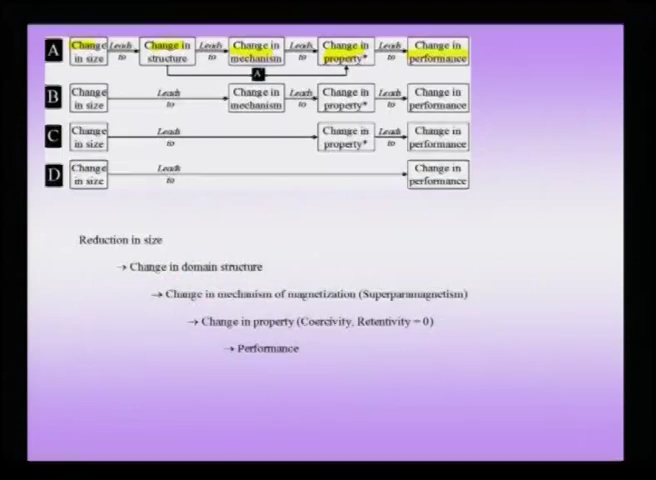 A Change in size Leads to Change in structure Leads to Change in mechanism Leads to Change in property* Leads to Change in performance
A
B Change in size Leads to Change in mechanism Leads to Change in property* Leads to Change in performance
C Change in size Leads to Change in property* Leads to Change in performance
D Change in size Leads to Change in performance
Reduction in size
→ Change in domain structure
→ Change in mechanism of magnetization (Superparamagnetism)
→ Change in property (Coercivity, Retentivity = 0)
→ Performance